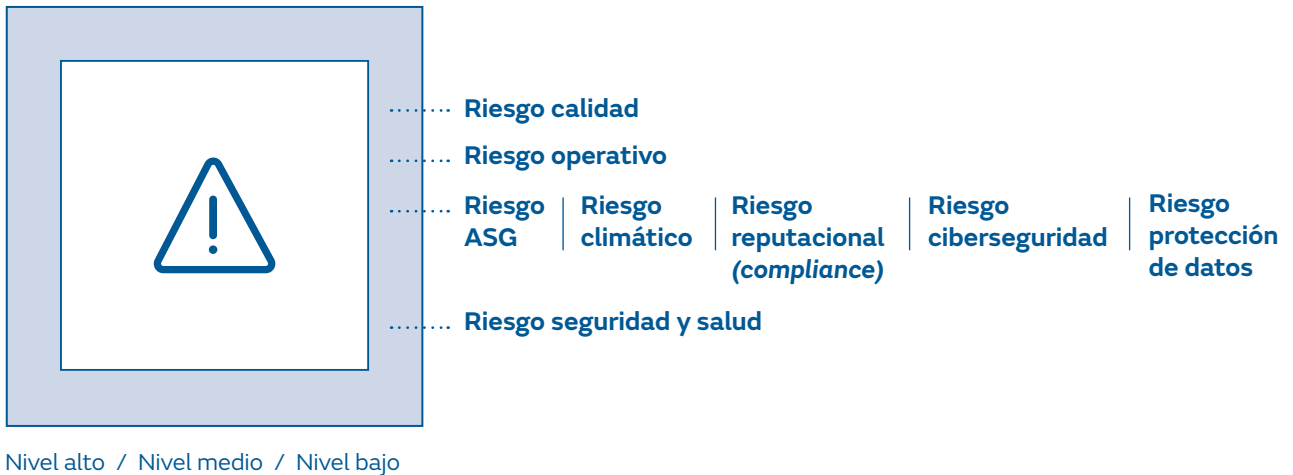 Riesgo calidad
Riesgo operativo
Riesgo
ASG
Riesgo
climático
Riesgo
reputacional
(compliance)
Riesgo
ciberseguridad
Riesgo
protección
de datos
Riesgo seguridad y salud
Nivel alto / Nivel medio / Nivel bajo